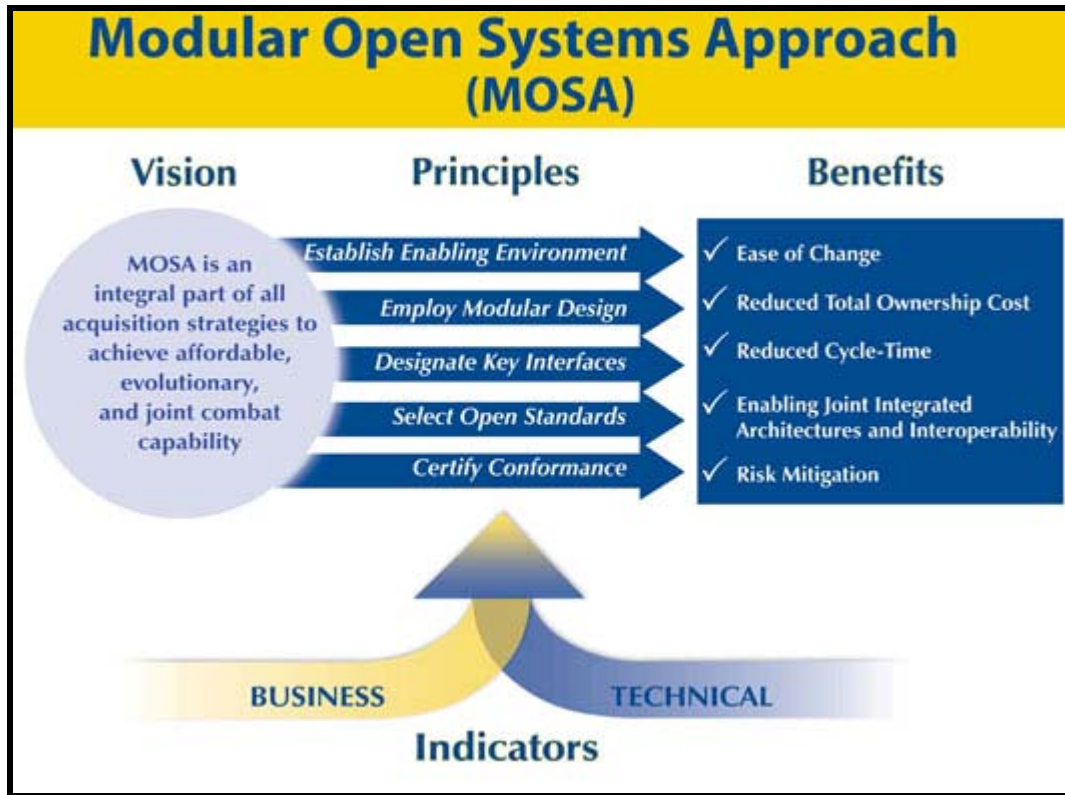 Modular Open Systems Approach
(MOSA)
Vision
Principles
Benefits
MOSA is an
integral part of all
acquisition strategies to
achieve affordable,
evolutionary,
and joint combat
capability
Establish Enabling Environment
Employ Modular Design
Designate Key Interfaces
Select Open Standards
Certify Conformance
✓ Ease of Change
✓ Reduced Total Ownership Cost
✓ Reduced Cycle-Time
✓ Enabling Joint Integrated
Architectures and Interoperability
✓ Risk Mitigation
BUSINESS
TECHNICAL
Indicators